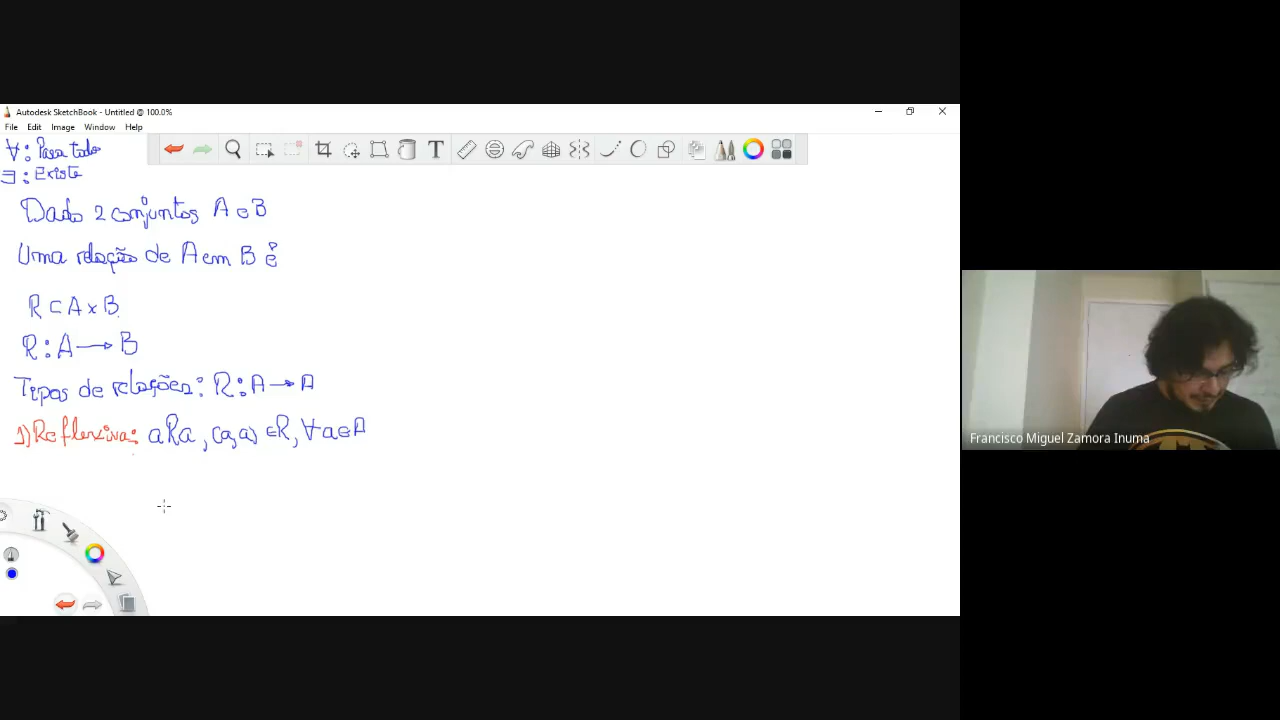 Autodesk SketchBook - Untitled @ 100.0%
File Edit Image Window Help
∀: Para todo
∃: Existe
Dado 2 conjuntos A e B
Uma relação de A em B é
R ⊂ A × B.
R: A → B
Tipos de relações: R: A → A
1) Reflexiva: aRa, (a,a) ∈ R, ∀ a ∈ A
Francisco Miguel Zamora Inuma